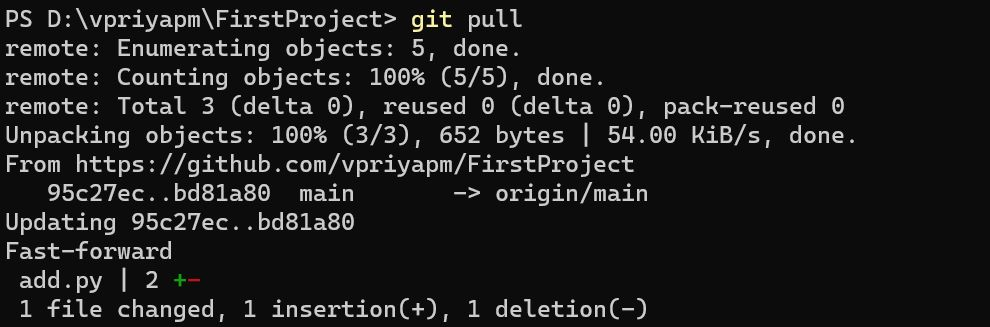 PS D:\vpriyapm\FirstProject> git pull
remote: Enumerating objects: 5, done.
remote: Counting objects: 100% (5/5), done.
remote: Total 3 (delta 0), reused 0 (delta 0), pack-reused 0
Unpacking objects: 100% (3/3), 652 bytes | 54.00 KiB/s, done.
From https://github.com/vpriyapm/FirstProject
   95c27ec..bd81a80  main       -> origin/main
Updating 95c27ec..bd81a80
Fast-forward
 add.py | 2 +-
 1 file changed, 1 insertion(+), 1 deletion(-)